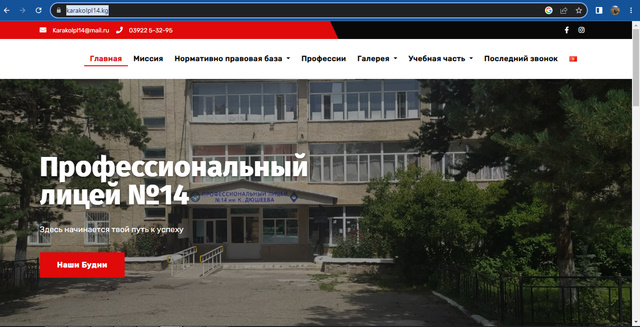 karakolpl14.kg
Karakolpl14@mail.ru 03922 5-32-95
Главная Миссия Нормативно правовая база Профессии Галерея Учебная часть Последний звонок
Профессиональный
лицей №14
ПРОФЕССИОНАЛЬНЫЙ ЛИЦЕЙ
№14 им К. ДЮШЕЕВА
Здесь начинается твой путь к успеху
Наши Будни